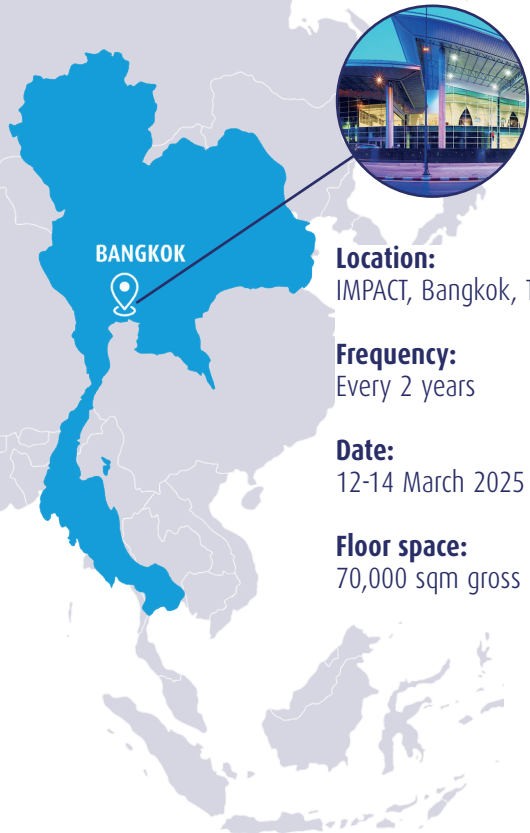 BANGKOK
Location:
IMPACT, Bangkok,
Frequency:
Every 2 years
Date:
12-14 March 2025
Floor space:
70,000 sqm gross